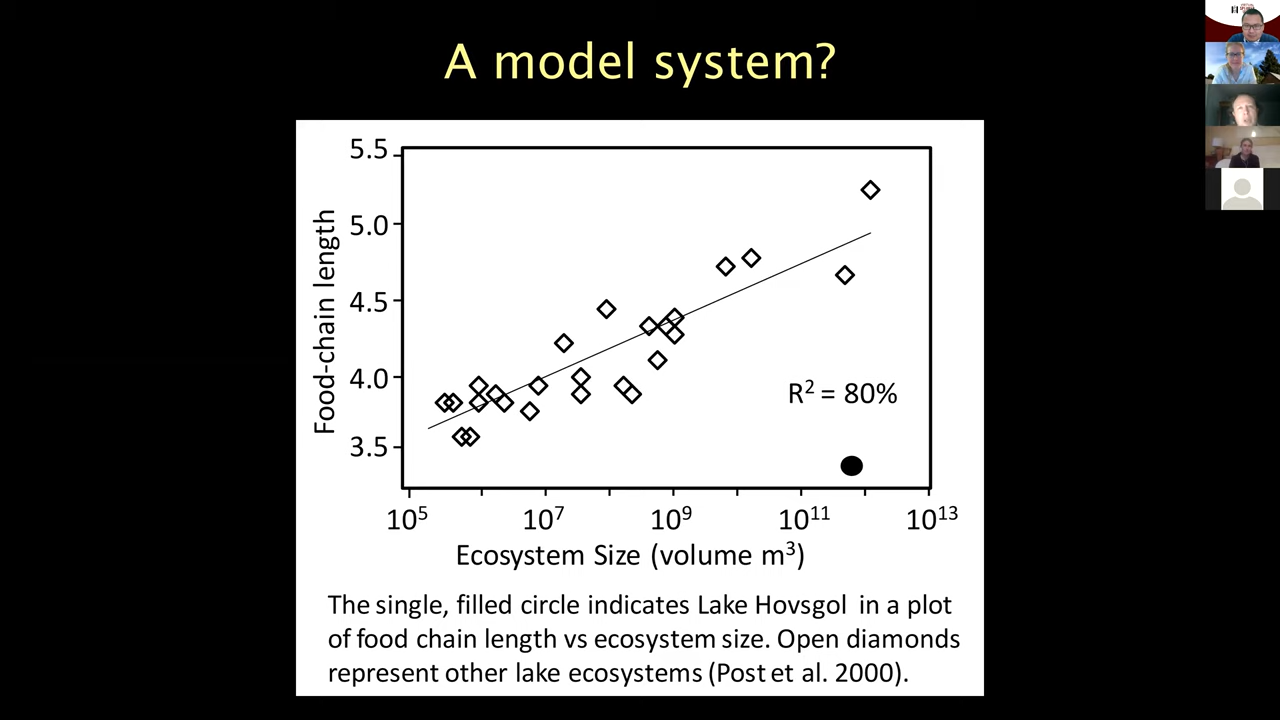 A model system?
5.5
5.0
4.5
4.0
3.5
Food-chain length
R² = 80%
10⁵ 10⁷ 10⁹ 10¹¹ 10¹³
Ecosystem Size (volume m³)
The single, filled circle indicates Lake Hovsgol in a plot
of food chain length vs ecosystem size. Open diamonds
represent other lake ecosystems (Post et al. 2000).